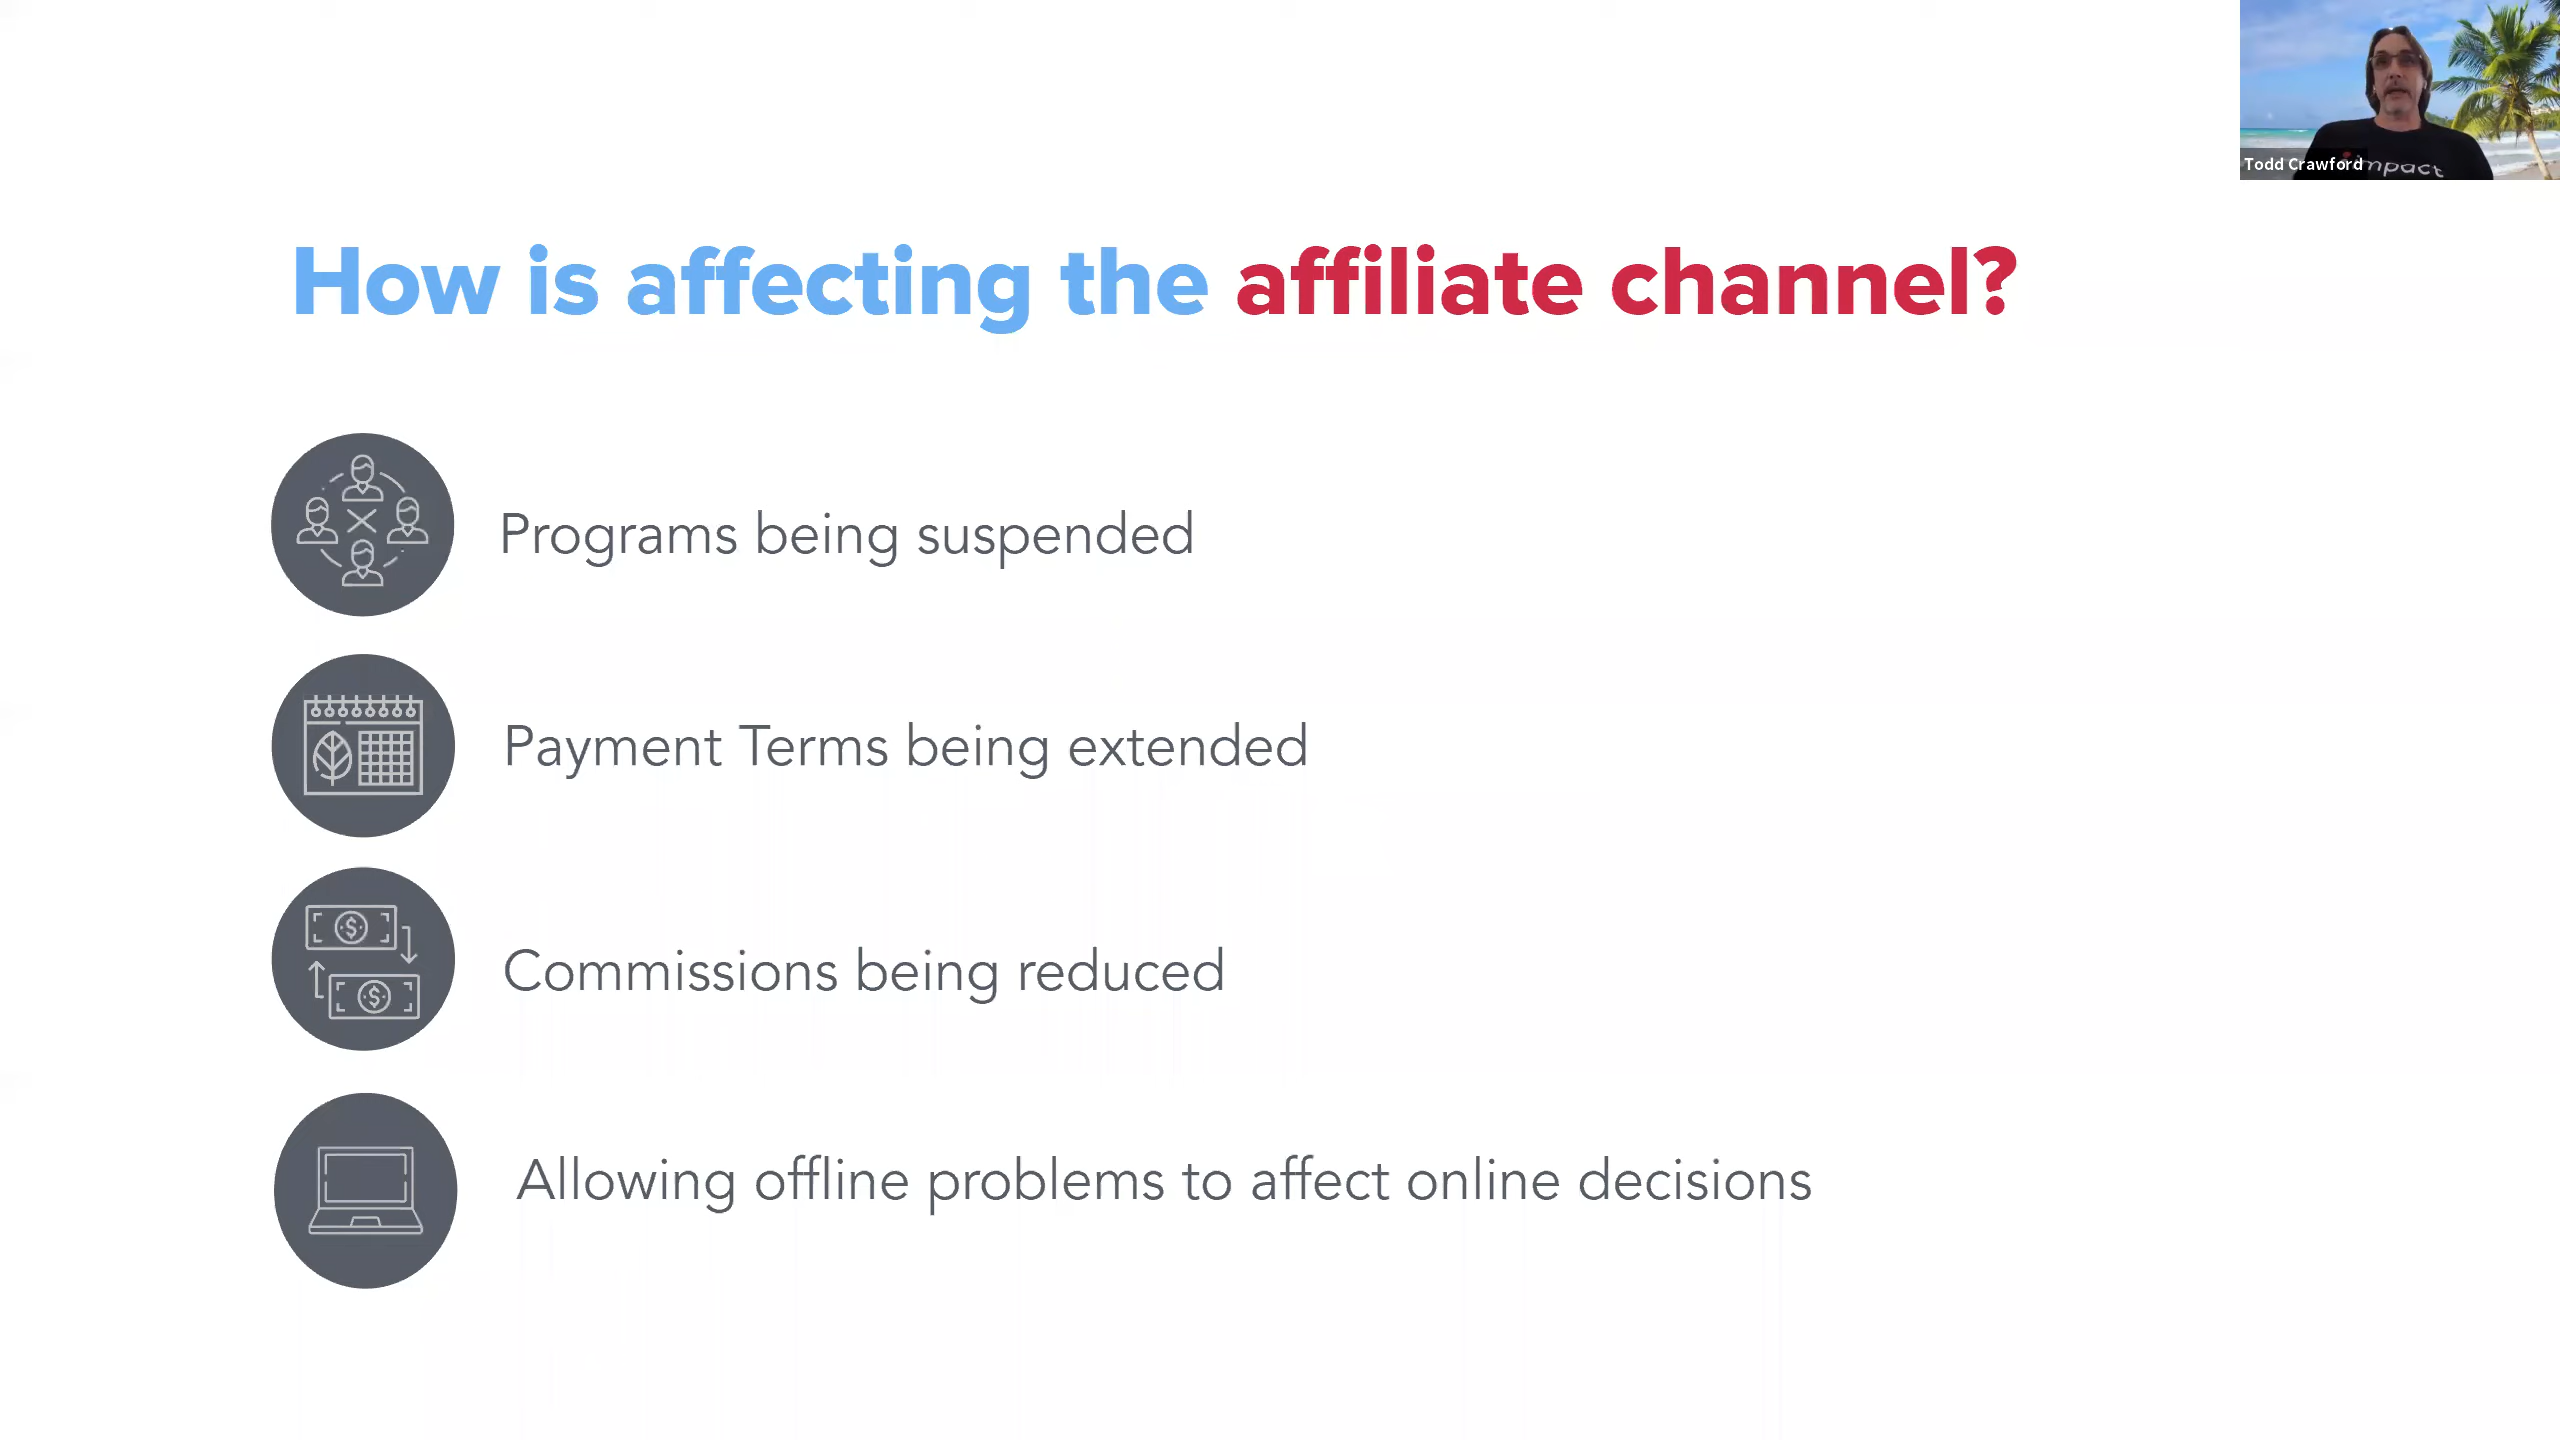 Todd Crawford
impact
How is affecting the affiliate channel?
Programs being suspended
Payment Terms being extended
Commissions being reduced
Allowing offline problems to affect online decisions